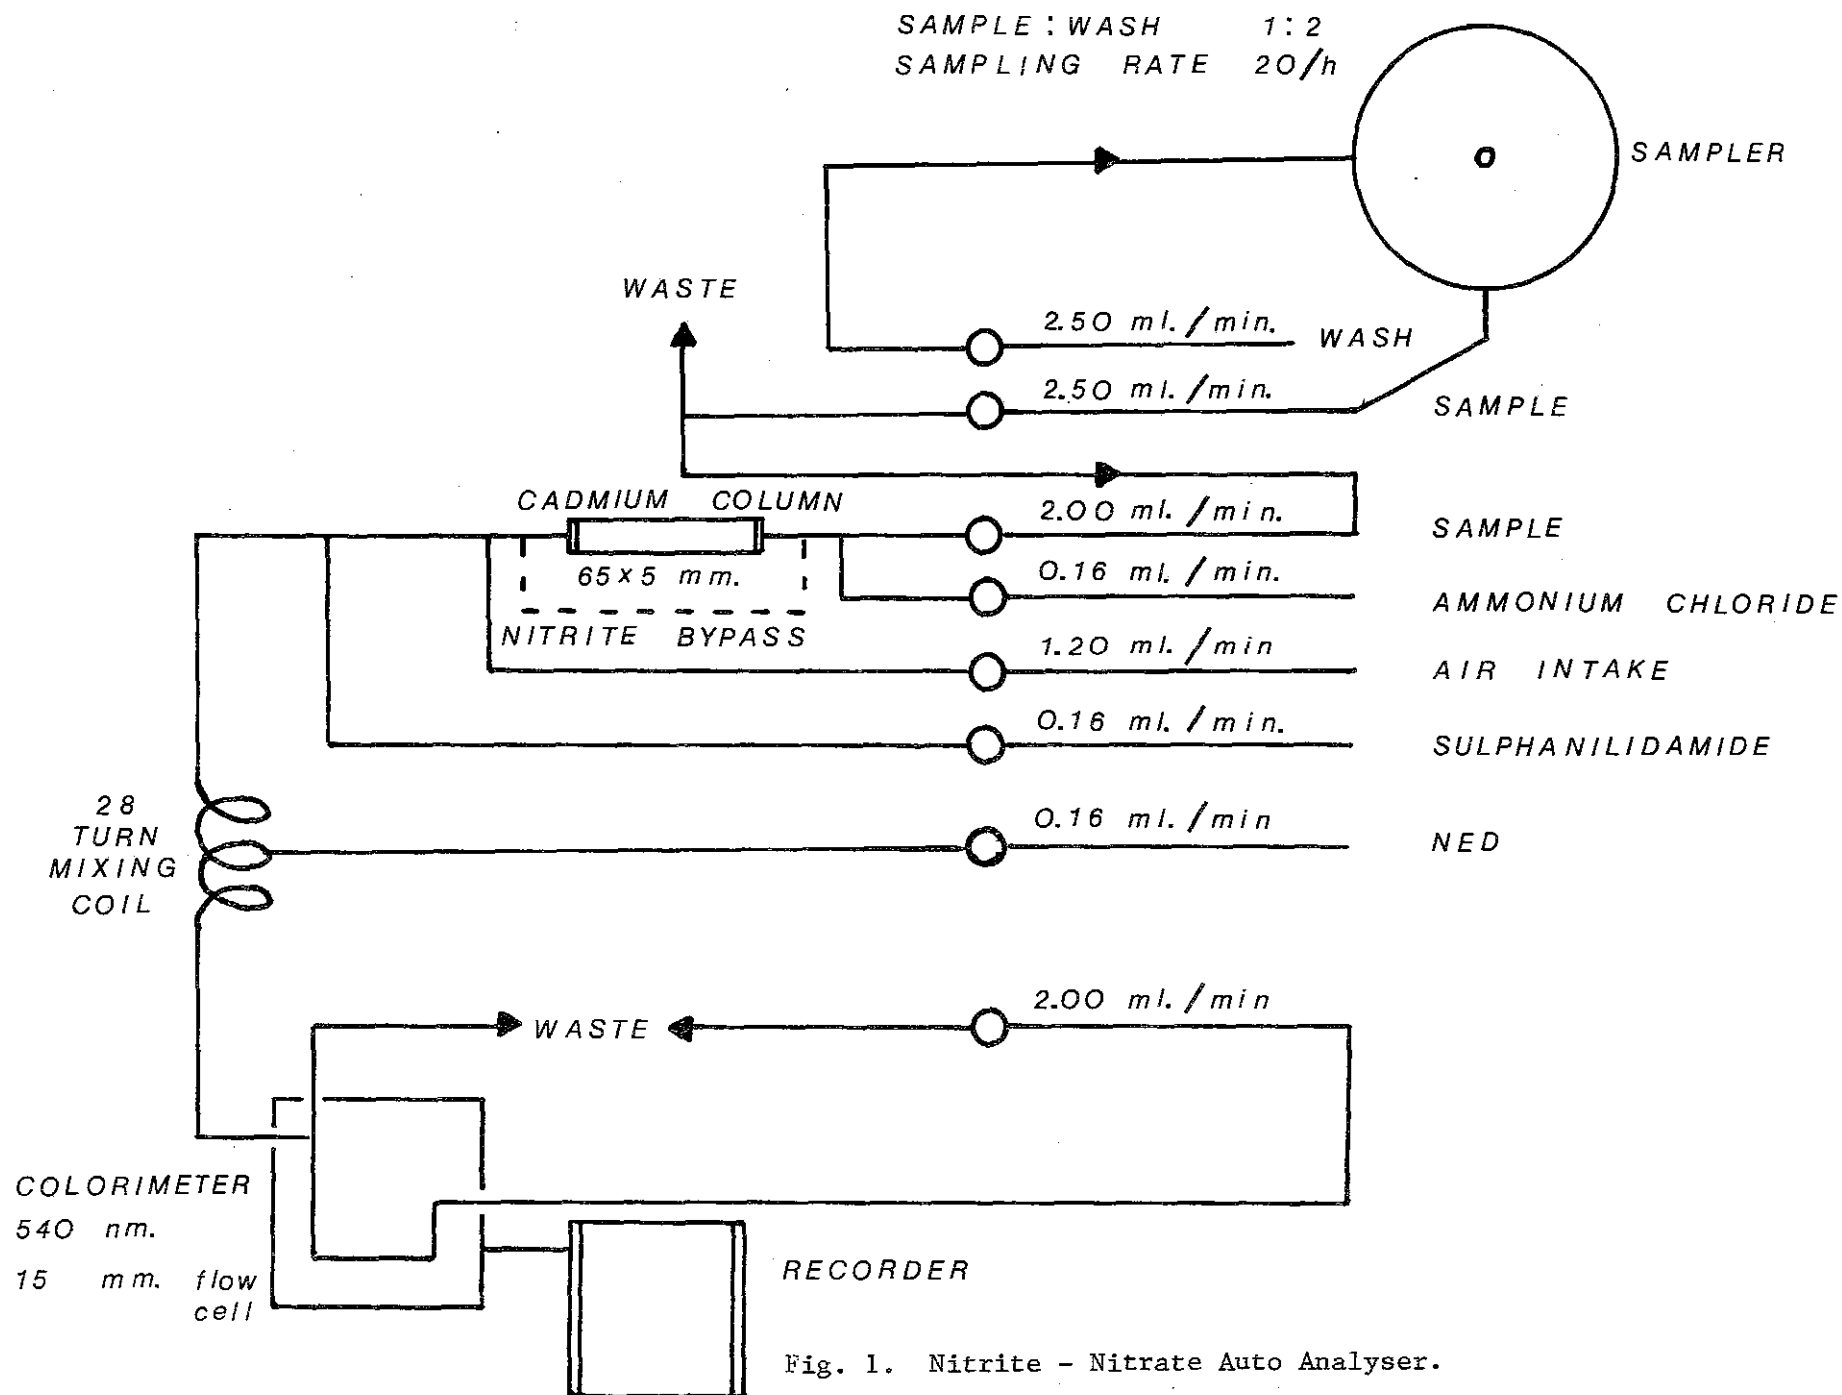 SAMPLE : WASH 1 : 2
SAMPLING RATE 20/h
SAMPLER
WASTE
2.50 ml./min. WASH
2.50 ml./min. SAMPLE
CADMIUM COLUMN
65×5 mm.
NITRITE BYPASS
2.00 ml./min. SAMPLE
0.16 ml./min. AMMONIUM CHLORIDE
1.20 ml./min AIR INTAKE
0.16 ml./min. SULPHANILIDAMIDE
0.16 ml./min NED
28
TURN
MIXING
COIL
2.00 ml./min
WASTE
COLORIMETER
540 nm.
15 mm. flow
cell
RECORDER
Fig. 1. Nitrite - Nitrate Auto Analyser.